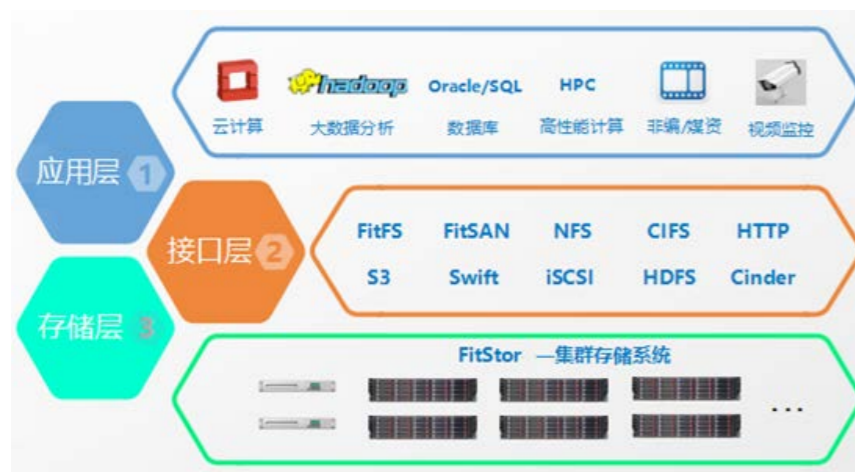 hadoop
Oracle/SQL
HPC
云计算
大数据分析
数据库
高性能计算
非编/媒资
视频监控
应用层 1
接口层 2
存储层 3
FitFS FitSAN NFS CIFS HTTP
S3 Swift iSCSI HDFS Cinder
FitStor —集群存储系统
...